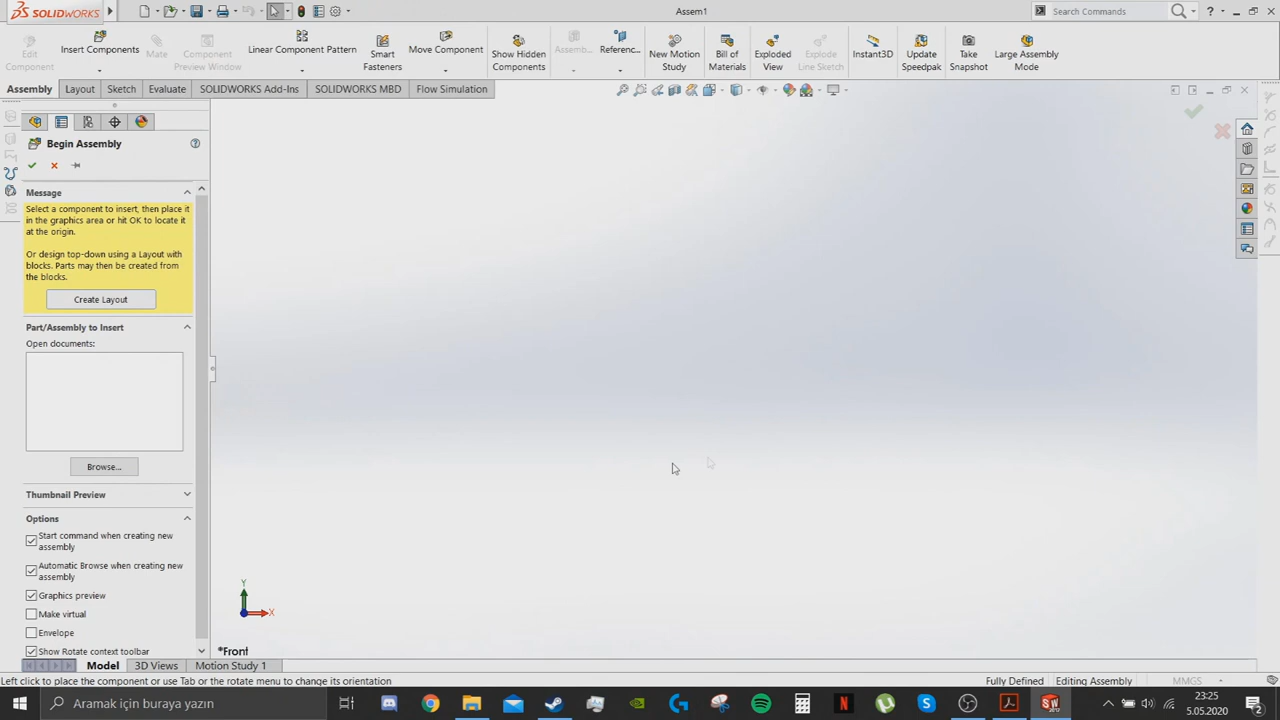 SOLIDWORKS
Assem1
Search Commands
?
Edit
Component
Insert Components
Mate
Component
Preview Window
Linear Component Pattern
Smart
Fasteners
Move Component
Show Hidden
Components
Assemb...
Referenc...
New Motion
Study
Bill of
Materials
Exploded
View
Explode
Line Sketch
Instant3D
Update
Speedpak
Take
Snapshot
Large Assembly
Mode
Assembly
Layout
Sketch
Evaluate
SOLIDWORKS Add-Ins
SOLIDWORKS MBD
Flow Simulation
Begin Assembly
?
Message
Select a component to insert, then place it
in the graphics area or hit OK to locate it
at the origin.
Or design top-down using a Layout with
blocks. Parts may then be created from
the blocks.
Create Layout
Part/Assembly to Insert
Open documents:
Browse...
Thumbnail Preview
Options
Start command when creating new
assembly
Automatic Browse when creating new
assembly
Graphics preview
Make virtual
Envelope
Show Rotate context toolbar
Y
X
*Front
Model
3D Views
Motion Study 1
Left click to place the component or use Tab or the rotate menu to change its orientation
Fully Defined
Editing Assembly
MMGS
Aramak için buraya yazın
23:25
5.05.2020
2